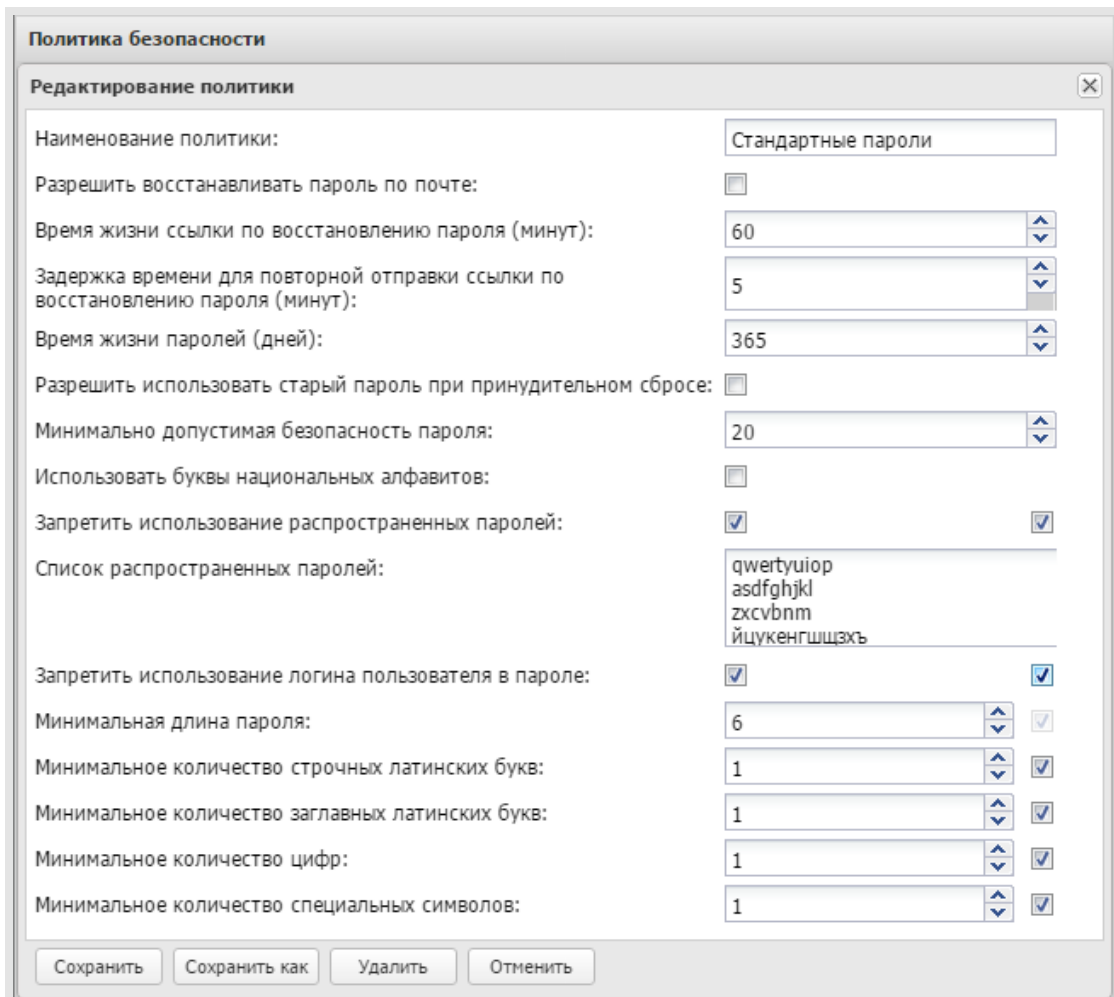 Политика безопасности
Редактирование политики
Наименование политики: Стандартные пароли
Разрешить восстанавливать пароль по почте:
Время жизни ссылки по восстановлению пароля (минут): 60
Задержка времени для повторной отправки ссылки по
восстановлению пароля (минут): 5
Время жизни паролей (дней): 365
Разрешить использовать старый пароль при принудительном сбросе:
Минимально допустимая безопасность пароля: 20
Использовать буквы национальных алфавитов:
Запретить использование распространенных паролей:
Список распространенных паролей: qwertyuiop
asdfghjkl
zxcvbnm
йцукенгшщзхъ
Запретить использование логина пользователя в пароле:
Минимальная длина пароля: 6
Минимальное количество строчных латинских букв: 1
Минимальное количество заглавных латинских букв: 1
Минимальное количество цифр: 1
Минимальное количество специальных символов: 1
Сохранить Сохранить как Удалить Отменить